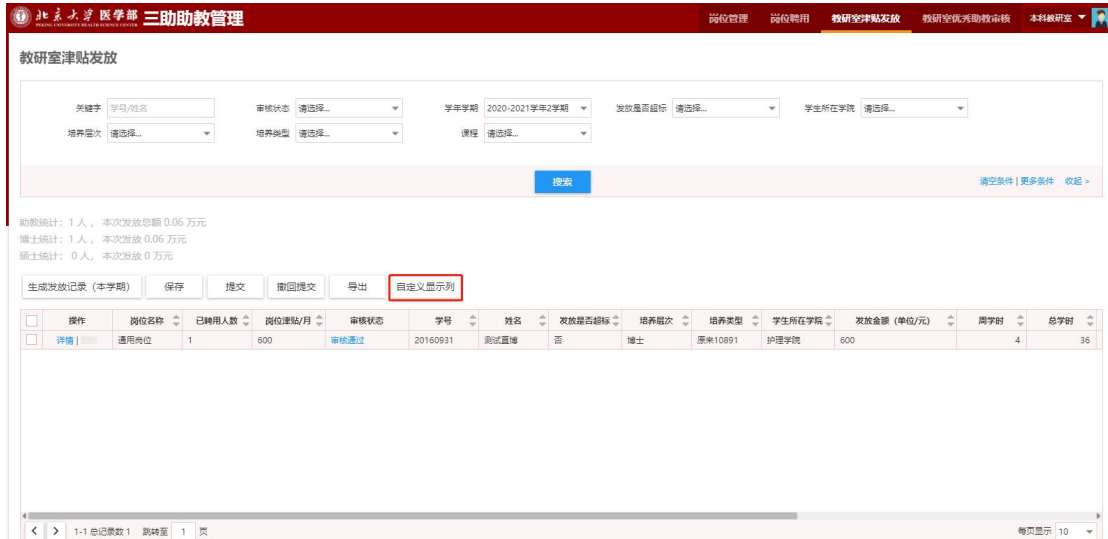 北京大学 医学部 三助助教管理 岗位管理 岗位聘用 教研室津贴发放 教研室优秀助教审核 本科教研室
PEKING UNIVERSITY HEALTH SCIENCE CENTER
教研室津贴发放
关键字 学号/姓名 审核状态 请选择... 学年学期 2020-2021学年2学期 发放是否超标 请选择... 学生所在学院 请选择...
培养层次 请选择... 培养类型 请选择... 课程 请选择...
搜索 清空条件 | 更多条件 收起 »
助教统计：1 人， 本次发放总额 0.06 万元
博士统计：1 人， 本次发放 0.06 万元
硕士统计： 0 人， 本次发放 0 万元
生成发放记录（本学期） 保存 提交 撤回提交 导出 自定义显示列
操作 岗位名称 已聘用人数 岗位津贴/月 审核状态 学号 姓名 发放是否超标 培养层次 培养类型 学生所在学院 发放金额（单位/元） 周学时 总学时
详情 | 通用岗位 1 600 审核通过 20160931 测试直博 否 博士 原来10891 护理学院 600 4 36
1-1 总记录数 1 跳转至 1 页 每页显示 10